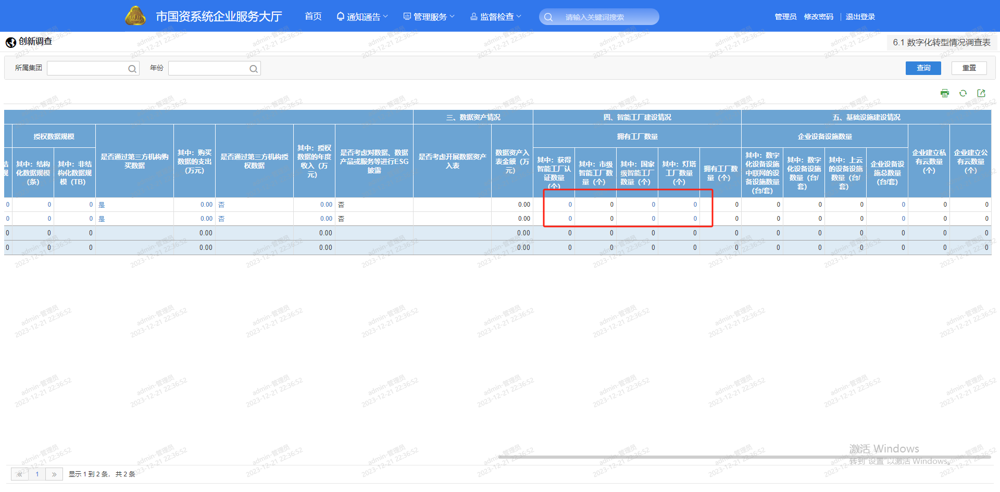 市国资系统企业服务大厅 首页 通知通告 管理服务 监督检查 请输入关键词搜索 管理员 修改密码 退出登录
创新调查 6.1 数字化转型情况调查表
所属集团 年份 查询 重置
三、数据资产情况 四、智能工厂建设情况 五、基础设施建设情况
授权数据规模 拥有工厂数量 企业设备设施数量
其中：结构化数据规模（条）
其中：非结构化数据规模（TB）
是否通过第三方机构购买数据
其中：购买数据的支出（万元）
是否通过第三方机构授权数据
其中：授权数据的年度收入（万元）
是否考虑对数据、数据产品或服务等进行ESG披露
是否考虑开展数据资产入表
数据资产入表金额（万元）
其中：获得智能工厂认证数量（个）
其中：市级智能工厂数量（个）
其中：国家级智能工厂数量（个）
其中：灯塔工厂数量（个）
拥有工厂数量（个）
其中：数字化设备设施中联网的设备设施数量（台/套）
其中：数字化设备设施数量（台/套）
其中：上云的设备设施数量（台/套）
企业设备设施总数量（台/套）
企业建立私有云数量（个）
企业建立公有云数量（个）
0 0 0 是 0.00 否 0.00 否 0.00 0 0 0 0 0 0 0 0 0 0 0
0 0 0 是 0.00 否 0.00 否 0.00 0 0 0 0 0 0 0 0 0 0 0
0 0 0 0.00 0.00 0.00 0 0 0 0 0 0 0 0 0 0 0
0 0 0 0.00 0.00 0.00 0 0 0 0 0 0 0 0 0 0 0
admin-管理员
2023-12-21 22:36:52
激活 Windows
转到"设置"以激活 Windows。
« 1 » 显示 1 到 2 条， 共 2 条